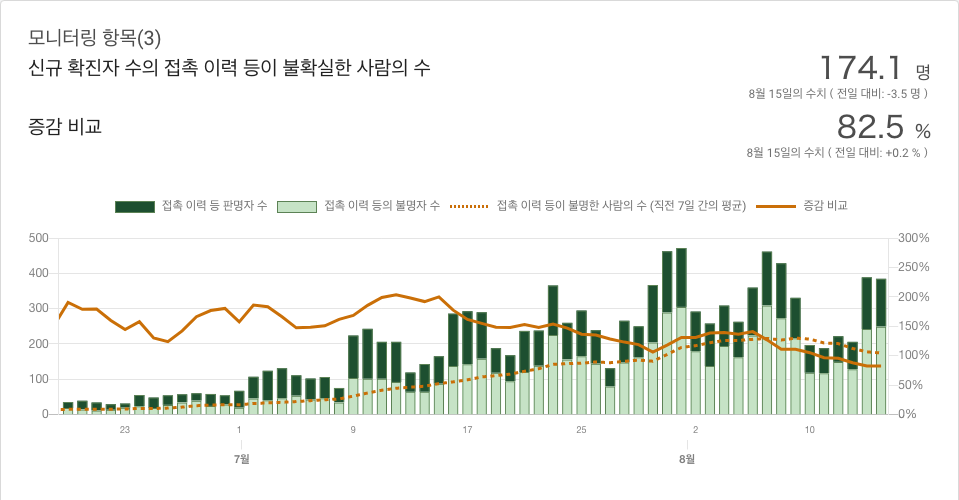 모니터링 항목(3)
신규 확진자 수의 접촉 이력 등이 불확실한 사람의 수
174.1 명
8월 15일의 수치 ( 전일 대비: -3.5 명 )
증감 비교
82.5 %
8월 15일의 수치 ( 전일 대비: +0.2 % )
접촉 이력 등 판명자 수 접촉 이력 등의 불명자 수 접촉 이력 등이 불명한 사람의 수 (직전 7일 간의 평균) 증감 비교
500 300%
250%
400
200%
300
150%
200
100%
100
50%
0 0%
23 1 9 17 25 2 10
7월 8월